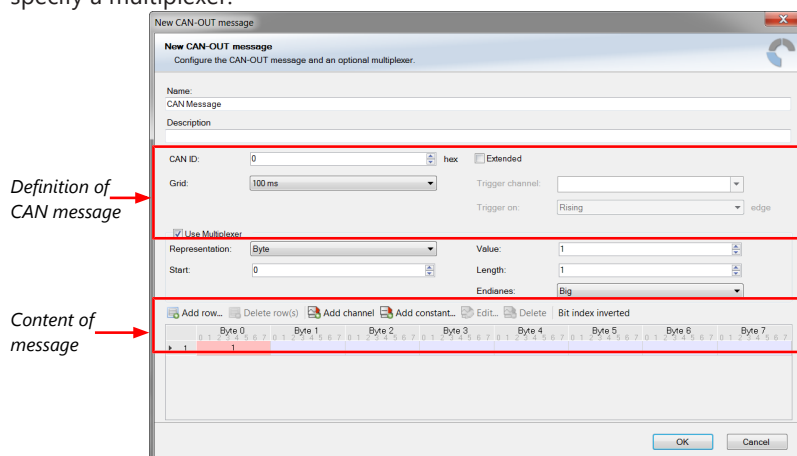 specify a multiplexer.
New CAN-OUT message
New CAN-OUT message
Configure the CAN-OUT message and an optional multiplexer.
Name:
CAN Message
Description
Definition of
CAN message
CAN ID: 0 hex Extended
Grid: 100 ms Trigger channel:
Trigger on: Rising edge
Use Multiplexer
Representation: Byte Value: 1
Start: 0 Length: 1
Endianes: Big
Content of
message
Add row... Delete row(s) Add channel Add constant... Edit... Delete Bit index inverted
Byte 0 Byte 1 Byte 2 Byte 3 Byte 4 Byte 5 Byte 6 Byte 7
0 1 2 3 4 5 6 7 0 1 2 3 4 5 6 7 0 1 2 3 4 5 6 7 0 1 2 3 4 5 6 7 0 1 2 3 4 5 6 7 0 1 2 3 4 5 6 7 0 1 2 3 4 5 6 7 0 1 2 3 4 5 6 7
1 1
OK Cancel